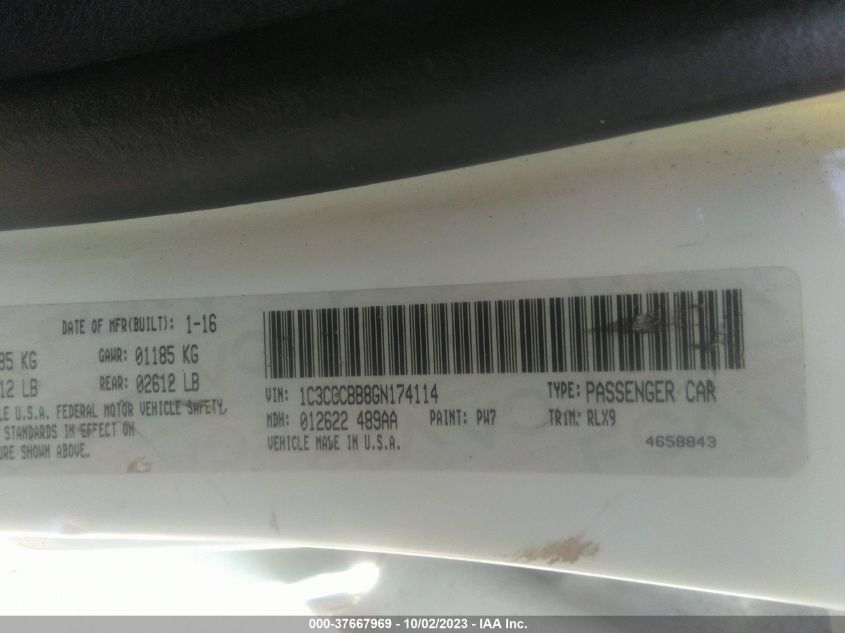 DATE OF MFR(BUILT): 1-16
85 KG GAWR: 01185 KG
12 LB REAR: 02612 LB
LE U.S.A. FEDERAL MOTOR VEHICLE SAFETY,
STANDARDS IN EFFECT ON
URE SHOWN ABOVE.
VIN: 1C3CGCBB8GN174114 TYPE: PASSENGER CAR
MDH: 012622 489AA PAINT: PW7 TRIM: RLX9
VEHICLE MADE IN U.S.A.
4658843
000-37667969 - 10/02/2023 - IAA Inc.